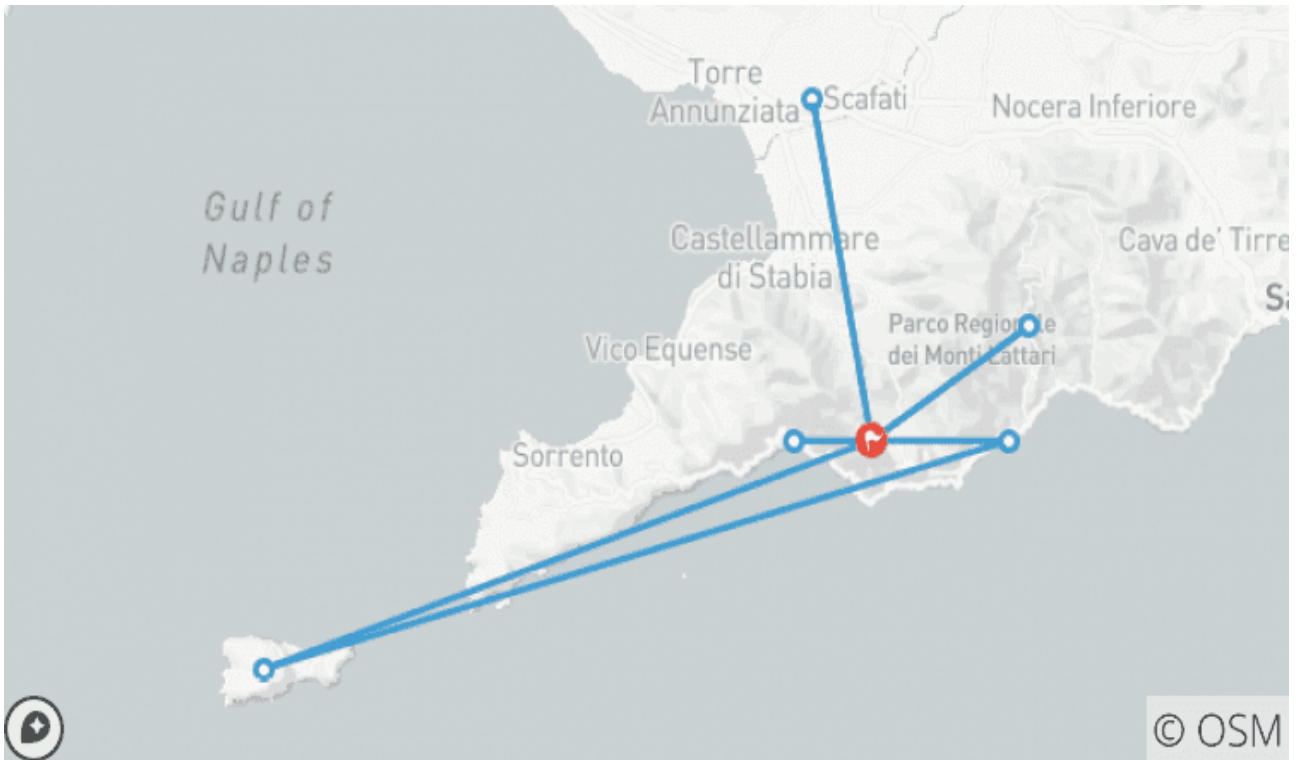 Torre
Annunziata
Scafati
Nocera Inferiore
Gulf of
Naples
Castellammare
di Stabia
Cava de' Tirre
Sa
Parco Regionale
dei Monti Lattari
Vico Equense
Sorrento
© OSM